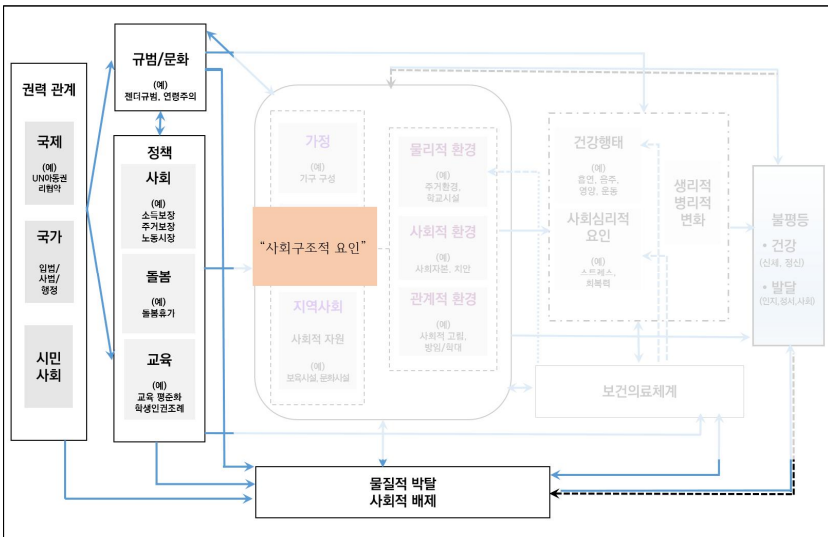 권력 관계
국제
(예)
UN아동권
리협약
국가
입법/
사법/
행정
시민
사회
규범/문화
(예)
젠더규범, 연령주의
정책
사회
(예)
소득보장
주거보장
노동시장
돌봄
(예)
돌봄휴가
교육
(예)
교육 평준화
학생인권조례
가정
(예)
가구 구성
“사회구조적 요인”
지역사회
사회적 자원
(예)
보육시설, 문화시설
물리적 환경
(예)
주거환경,
학교시설
사회적 환경
(예)
사회자본, 치안
관계적 환경
(예)
사회적 고립,
방임/학대
건강행태
(예)
흡연, 음주,
영양, 운동
사회심리적
요인
(예)
스트레스,
회복력
생리적
병리적
변화
보건의료체계
불평등
• 건강
(신체, 정신)
• 발달
(인지,정서,사회)
물질적 박탈
사회적 배제